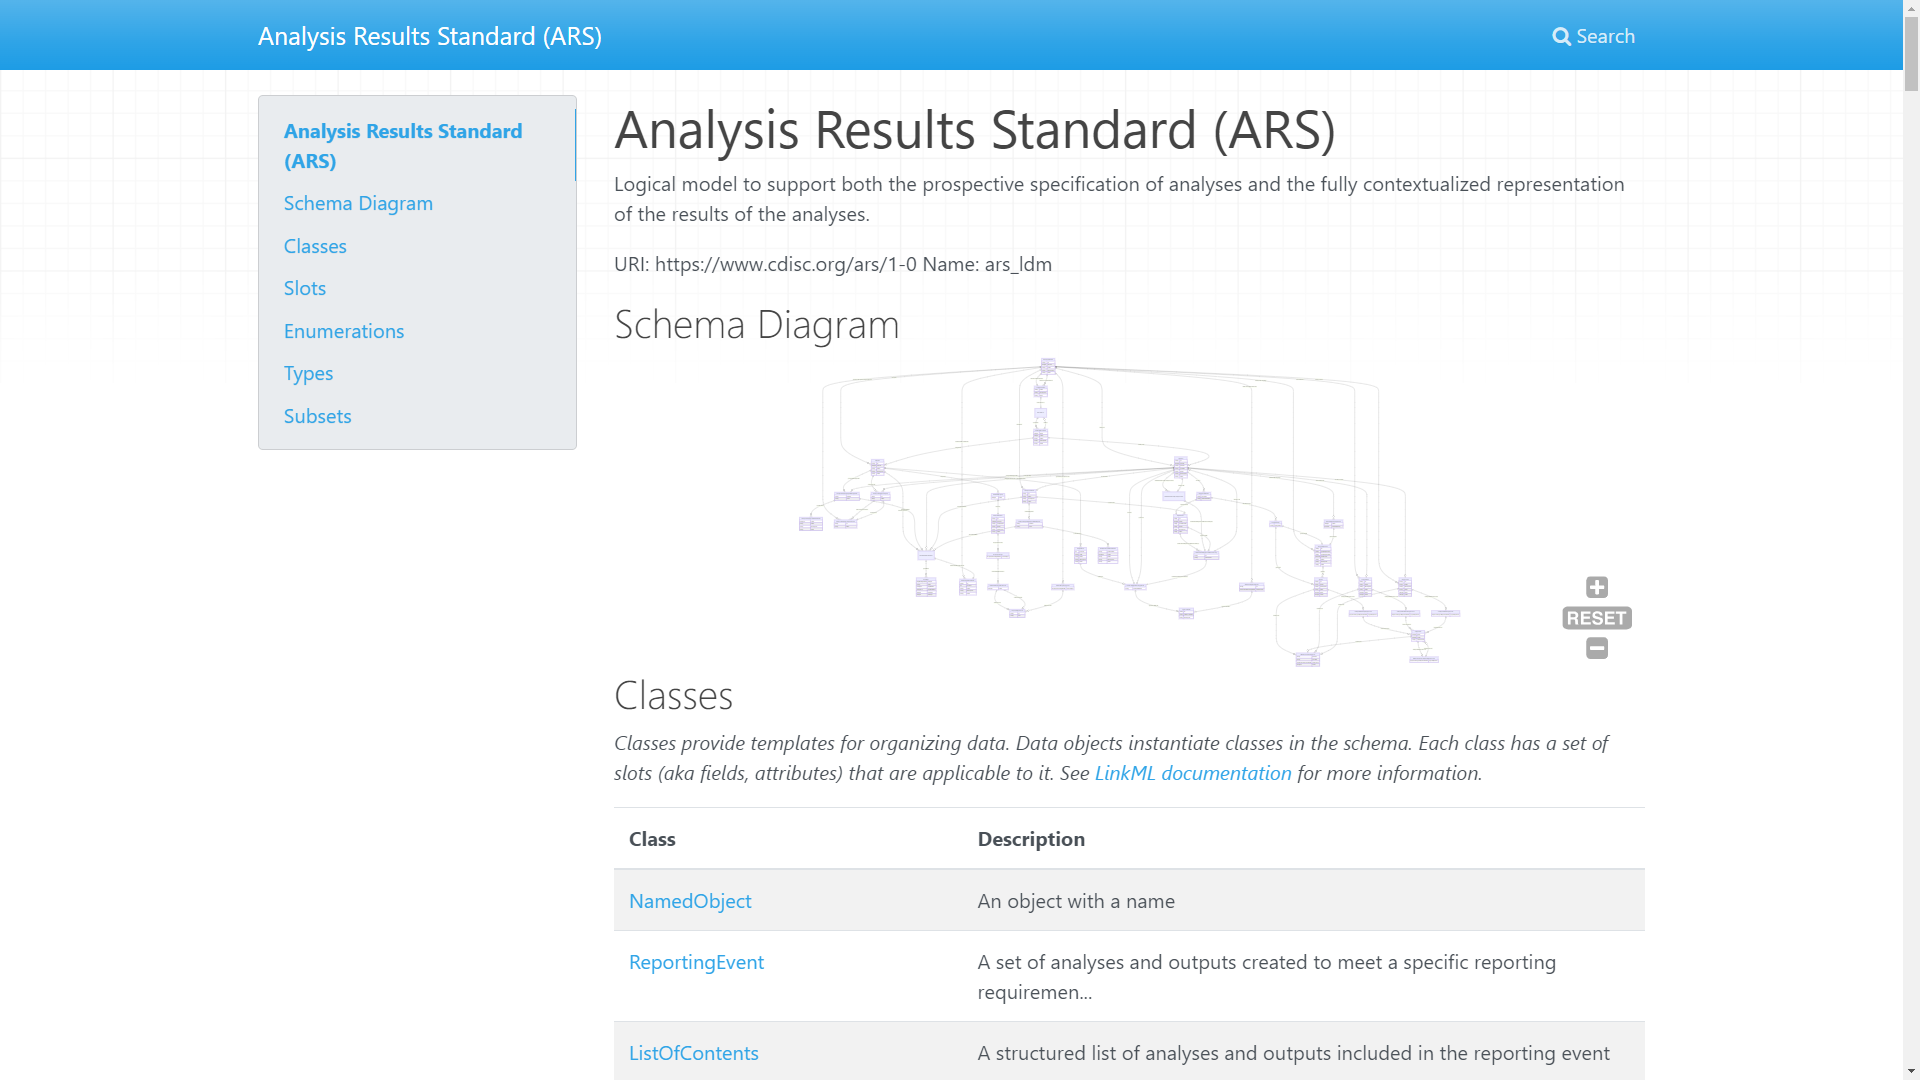 Analysis Results Standard (ARS)
Search
Analysis Results Standard
(ARS)
Schema Diagram
Classes
Slots
Enumerations
Types
Subsets
Analysis Results Standard (ARS)
Logical model to support both the prospective specification of analyses and the fully contextualized representation
of the results of the analyses.
URI: https://www.cdisc.org/ars/1-0 Name: ars_ldm
Schema Diagram
RESET
Classes
Classes provide templates for organizing data. Data objects instantiate classes in the schema. Each class has a set of
slots (aka fields, attributes) that are applicable to it. See LinkML documentation for more information.
Class Description
NamedObject An object with a name
ReportingEvent A set of analyses and outputs created to meet a specific reporting
requiremen...
ListOfContents A structured list of analyses and outputs included in the reporting event